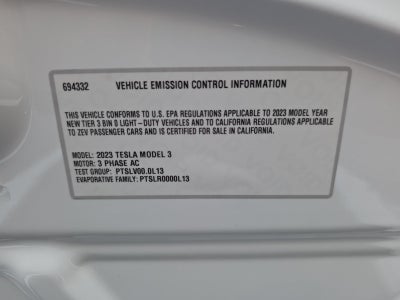 694332 VEHICLE EMISSION CONTROL INFORMATION
THIS VEHICLE CONFORMS TO U.S. EPA REGULATIONS APPLICABLE TO 2023 MODEL YEAR
NEW TIER 3 BIN 0 LIGHT-DUTY VEHICLES AND TO CALIFORNIA REGULATIONS APPLICABLE
TO ZEV PASSENGER CARS AND IS CERTIFIED FOR SALE IN CALIFORNIA.
MODEL: 2023 TESLA MODEL 3
MOTOR: 3 PHASE AC
TEST GROUP: PTSLV00.0L13
EVAPORATIVE FAMILY: PTSLR0000L13